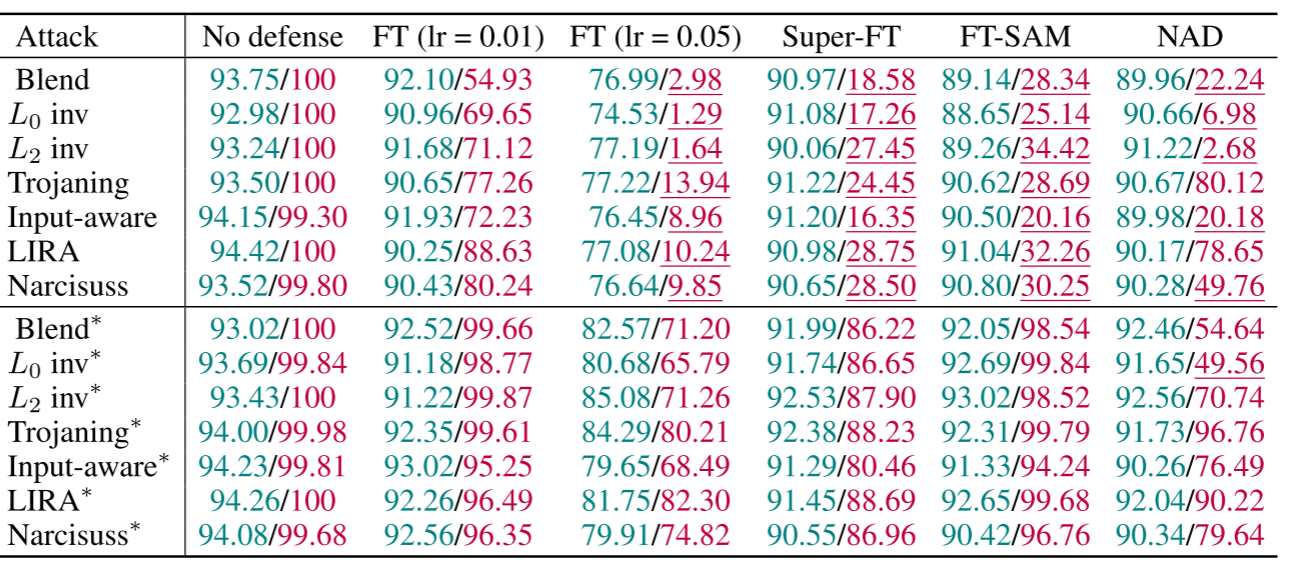 Attack No defense FT (lr = 0.01) FT (lr = 0.05) Super-FT FT-SAM NAD
Blend 93.75/100 92.10/54.93 76.99/2.98 90.97/18.58 89.14/28.34 89.96/22.24
L₀ inv 92.98/100 90.96/69.65 74.53/1.29 91.08/17.26 88.65/25.14 90.66/6.98
L₂ inv 93.24/100 91.68/71.12 77.19/1.64 90.06/27.45 89.26/34.42 91.22/2.68
Trojaning 93.50/100 90.65/77.26 77.22/13.94 91.22/24.45 90.62/28.69 90.67/80.12
Input-aware 94.15/99.30 91.93/72.23 76.45/8.96 91.20/16.35 90.50/20.16 89.98/20.18
LIRA 94.42/100 90.25/88.63 77.08/10.24 90.98/28.75 91.04/32.26 90.17/78.65
Narcisuss 93.52/99.80 90.43/80.24 76.64/9.85 90.65/28.50 90.80/30.25 90.28/49.76
Blend* 93.02/100 92.52/99.66 82.57/71.20 91.99/86.22 92.05/98.54 92.46/54.64
L₀ inv* 93.69/99.84 91.18/98.77 80.68/65.79 91.74/86.65 92.69/99.84 91.65/49.56
L₂ inv* 93.43/100 91.22/99.87 85.08/71.26 92.53/87.90 93.02/98.52 92.56/70.74
Trojaning* 94.00/99.98 92.35/99.61 84.29/80.21 92.38/88.23 92.31/99.79 91.73/96.76
Input-aware* 94.23/99.81 93.02/95.25 79.65/68.49 91.29/80.46 91.33/94.24 90.26/76.49
LIRA* 94.26/100 92.26/96.49 81.75/82.30 91.45/88.69 92.65/99.68 92.04/90.22
Narcisuss* 94.08/99.68 92.56/96.35 79.91/74.82 90.55/86.96 90.42/96.76 90.34/79.64